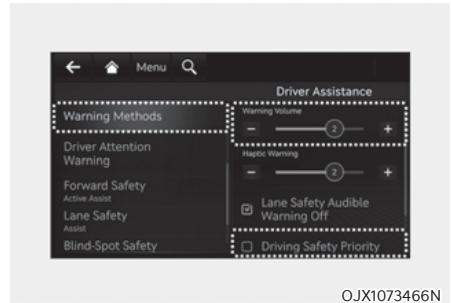 Menu
Driver Assistance
Warning Methods
Driver Attention
Warning
Forward Safety
Active Assist
Lane Safety
Assist
Blind-Spot Safety
Warning Volume
2
Haptic Warning
2
Lane Safety Audible
Warning Off
Driving Safety Priority
OJX1073466N